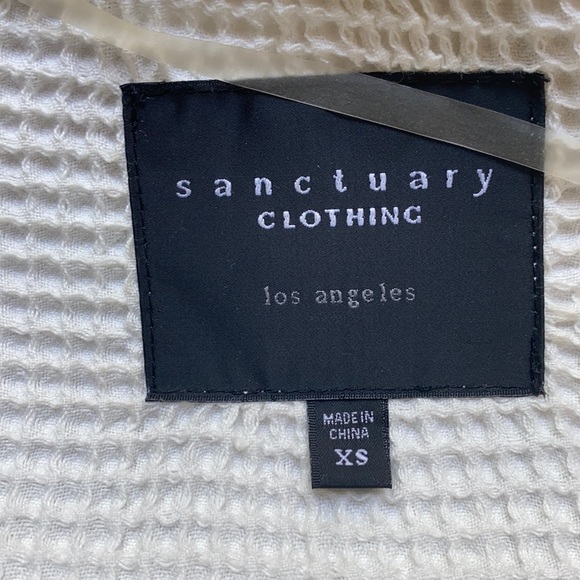 sanctuary
CLOTHING
los angeles
MADE IN
CHINA
XS